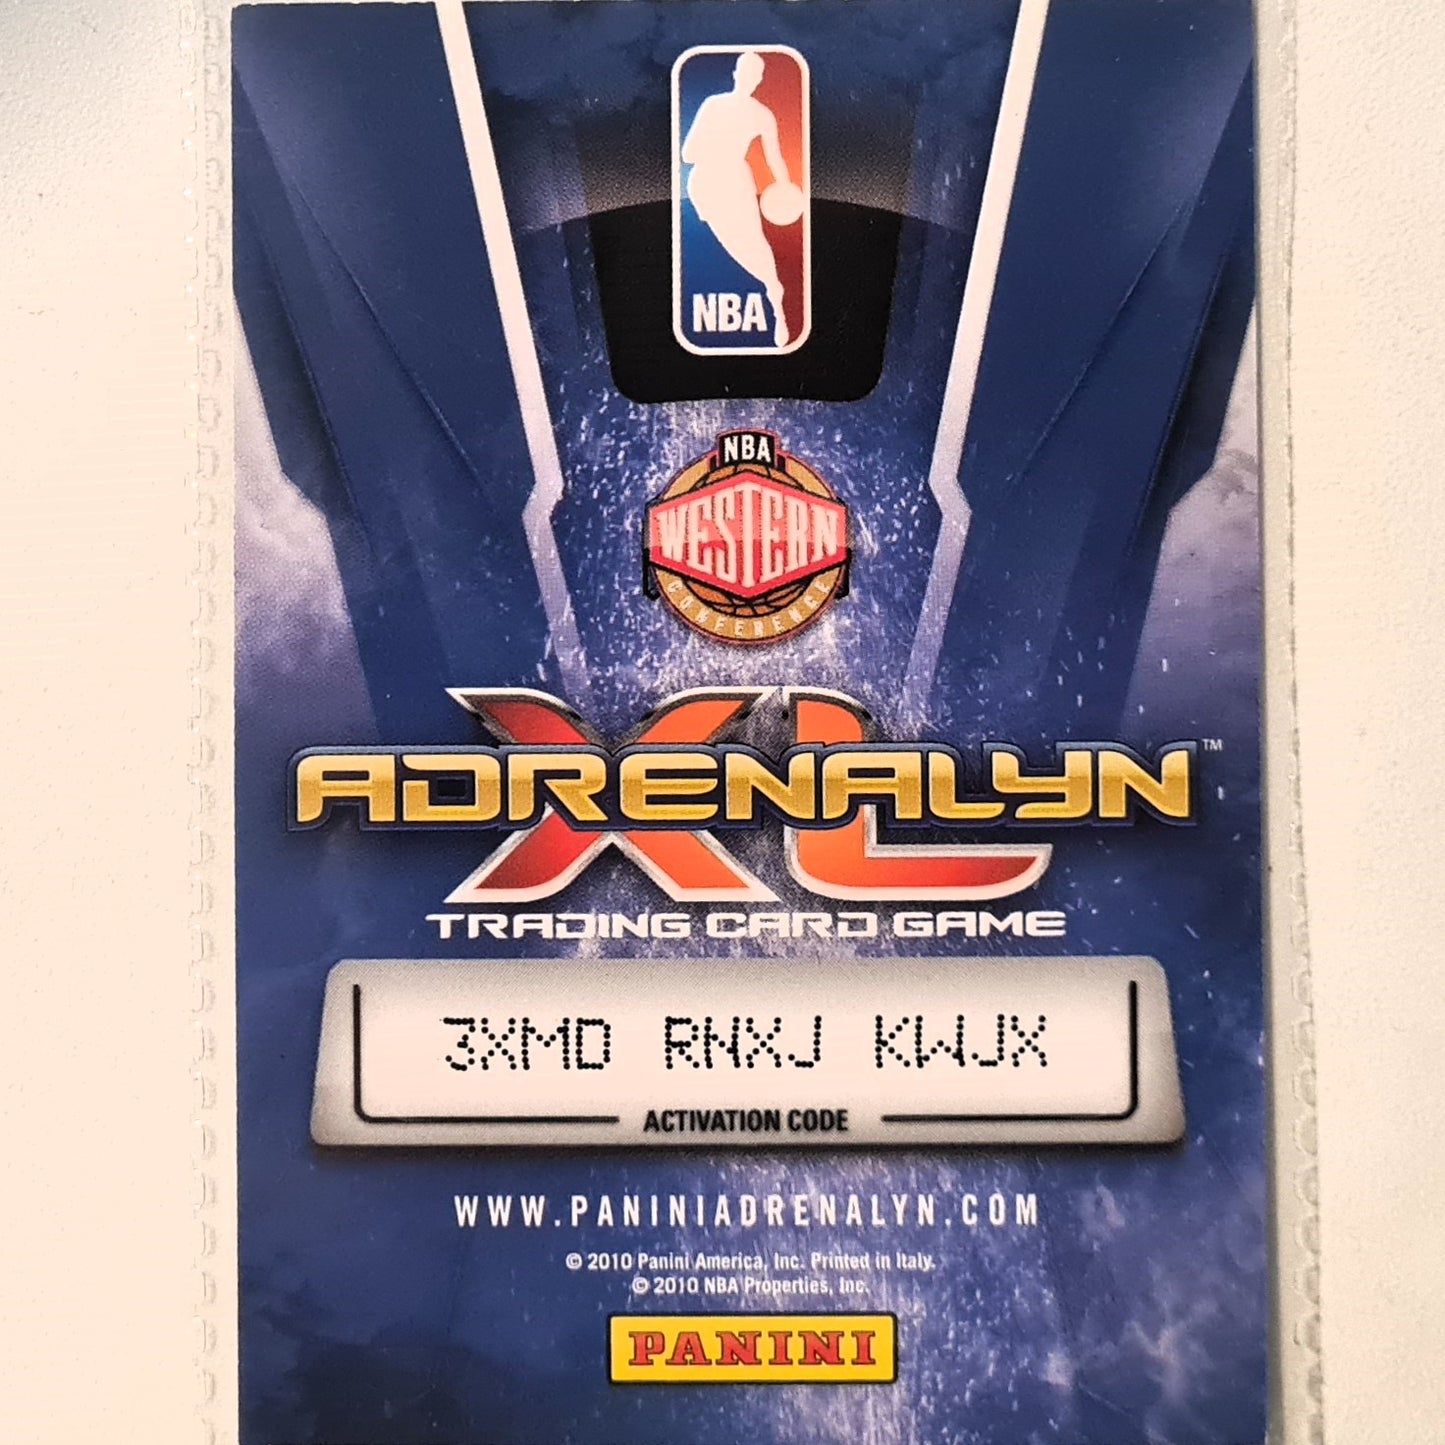 NBA
NBA
WESTERN
CONFERENCE
XL
ADRENALYN™
TRADING CARD GAME
3XMD RNXJ KWJX
ACTIVATION CODE
WWW.PANINIADRENALYN.COM
© 2010 Panini America, Inc. Printed in Italy.
© 2010 NBA Properties, Inc.
PANINI